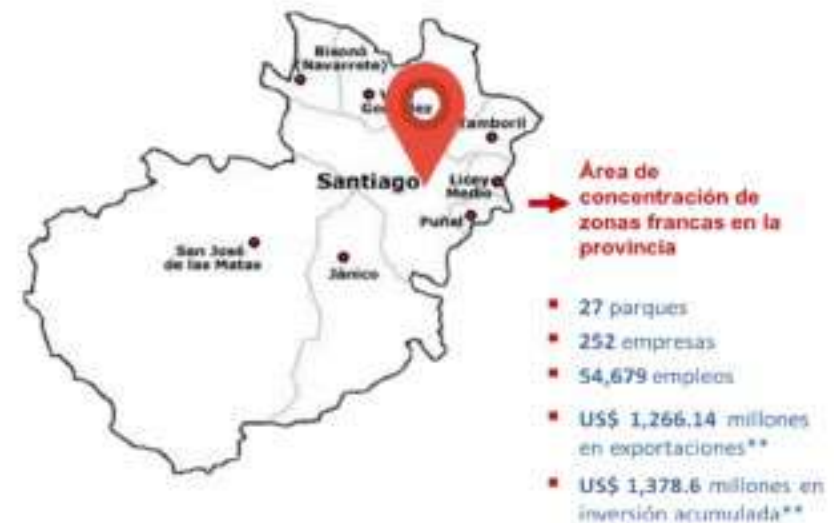 Bisonó
(Navarrete)
Tamboril
Santiago
Licey
Medio
Puñal
San José
de las Matas
Jánico
Área de
concentración de
zonas francas en la
provincia
27 parques
252 empresas
54,679 empleos
US$ 1,266.14 millones
en exportaciones**
US$ 1,378.6 millones en
inversión acumulada**